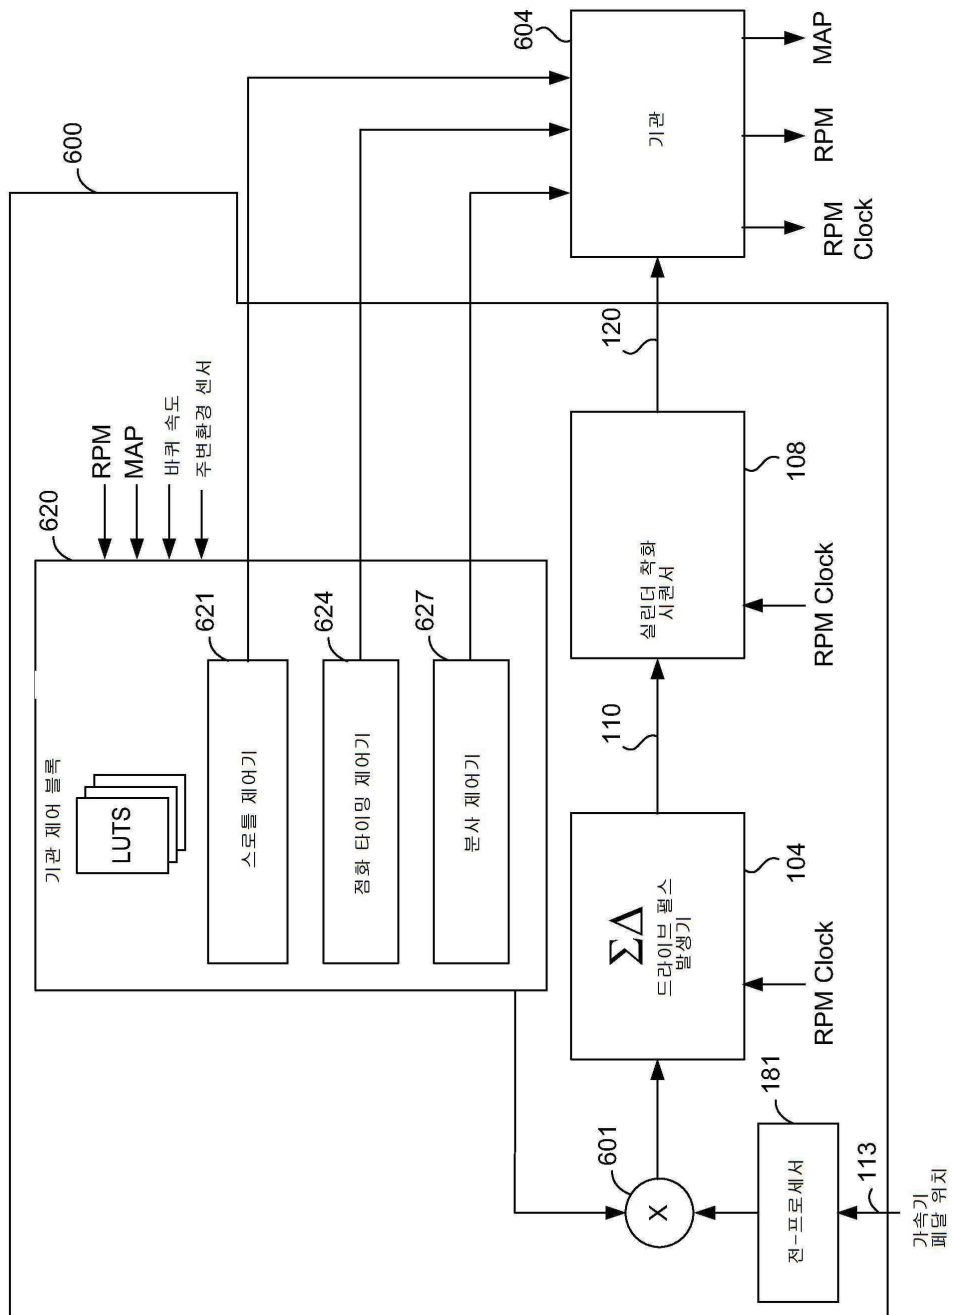 600
620
RPM
MAP
바퀴 속도
주변환경 센서
기관 제어 블록
LUTS
스로틀 제어기
621
점화 타이밍 제어기
624
분사 제어기
627
604
기관
MAP
RPM
RPM
Clock
가속기
페달 위치
113
전-프로세서
181
X
601
ΣΔ
드라이브 펄스
발생기
104
RPM Clock
110
실린더 착화
시퀀서
108
RPM Clock
120